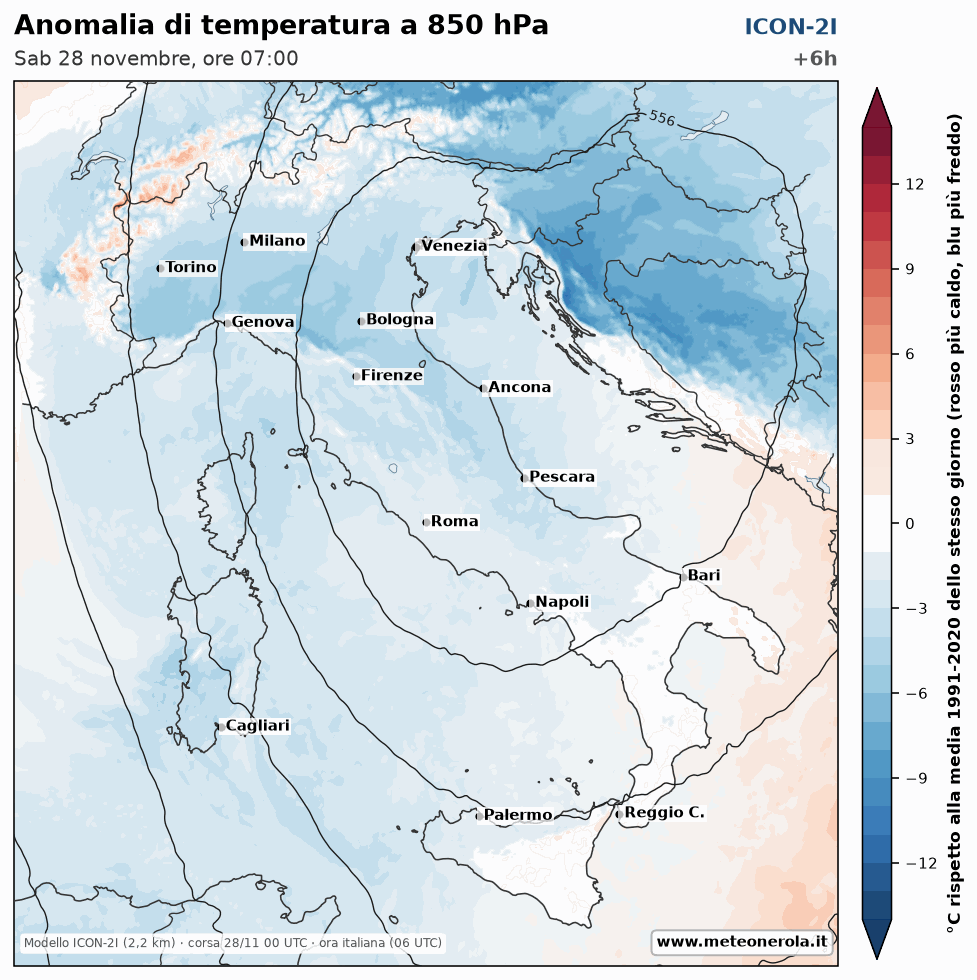 Anomalia di temperatura a 850 hPa
ICON-2I
Sab 28 novembre, ore 07:00
+6h
556
Milano
Venezia
Torino
Genova
Bologna
Firenze
Ancona
Pescara
Roma
Bari
Napoli
Cagliari
Palermo
Reggio C.
Modello ICON-2I (2,2 km) · corsa 28/11 00 UTC · ora italiana (06 UTC)
www.meteonerola.it
12
9
6
3
0
−3
−6
−9
−12
°C rispetto alla media 1991-2020 dello stesso giorno (rosso più caldo, blu più freddo)